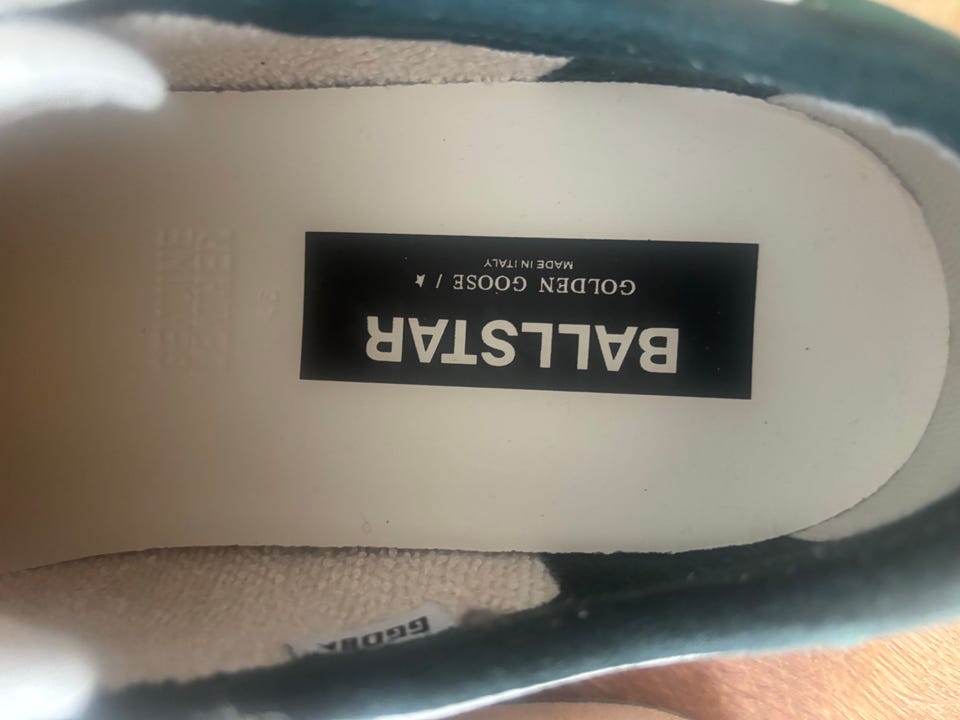 BALLSTAR
GOLDEN GOOSE / ★
MADE IN ITALY
GGDB